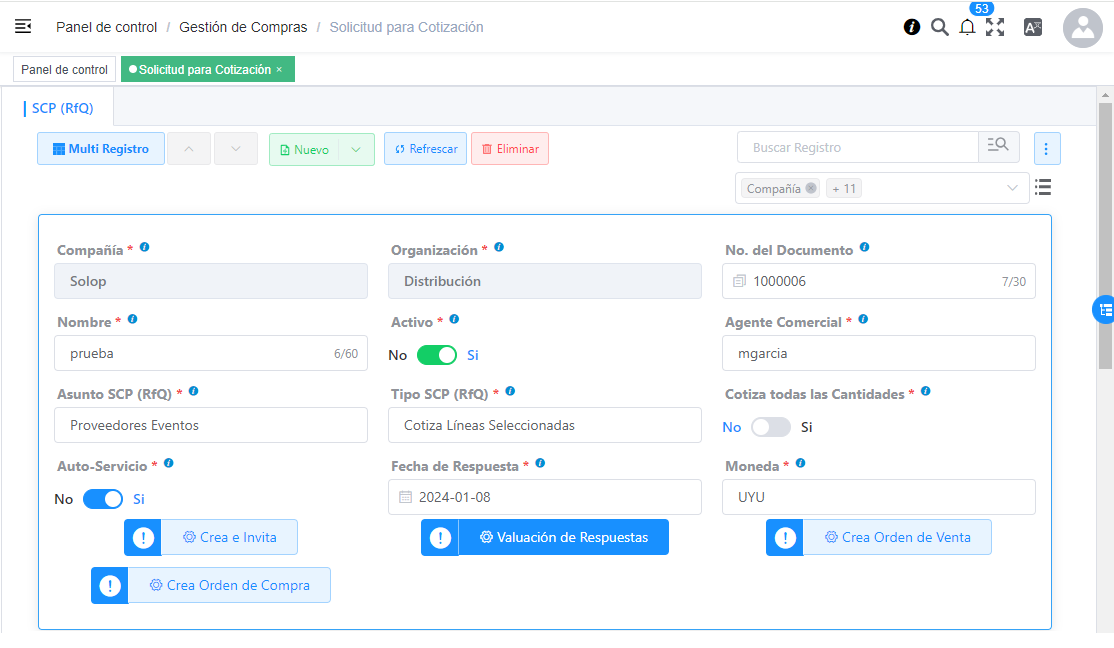 53
Panel de control / Gestión de Compras / Solicitud para Cotización
Panel de control
Solicitud para Cotización ×
SCP (RfQ)
Multi Registro
Nuevo
Refrescar
Eliminar
Buscar Registro
Compañía
+ 11
Compañía *
Organización *
No. del Documento
Solop
Distribución
1000006
7/30
Nombre *
Activo *
Agente Comercial *
prueba
6/60
No
Si
mgarcia
Asunto SCP (RfQ) *
Tipo SCP (RfQ) *
Cotiza todas las Cantidades *
Proveedores Eventos
Cotiza Líneas Seleccionadas
No
Si
Auto-Servicio *
Fecha de Respuesta *
Moneda *
No
Si
2024-01-08
UYU
Crea e Invita
Valuación de Respuestas
Crea Orden de Venta
Crea Orden de Compra